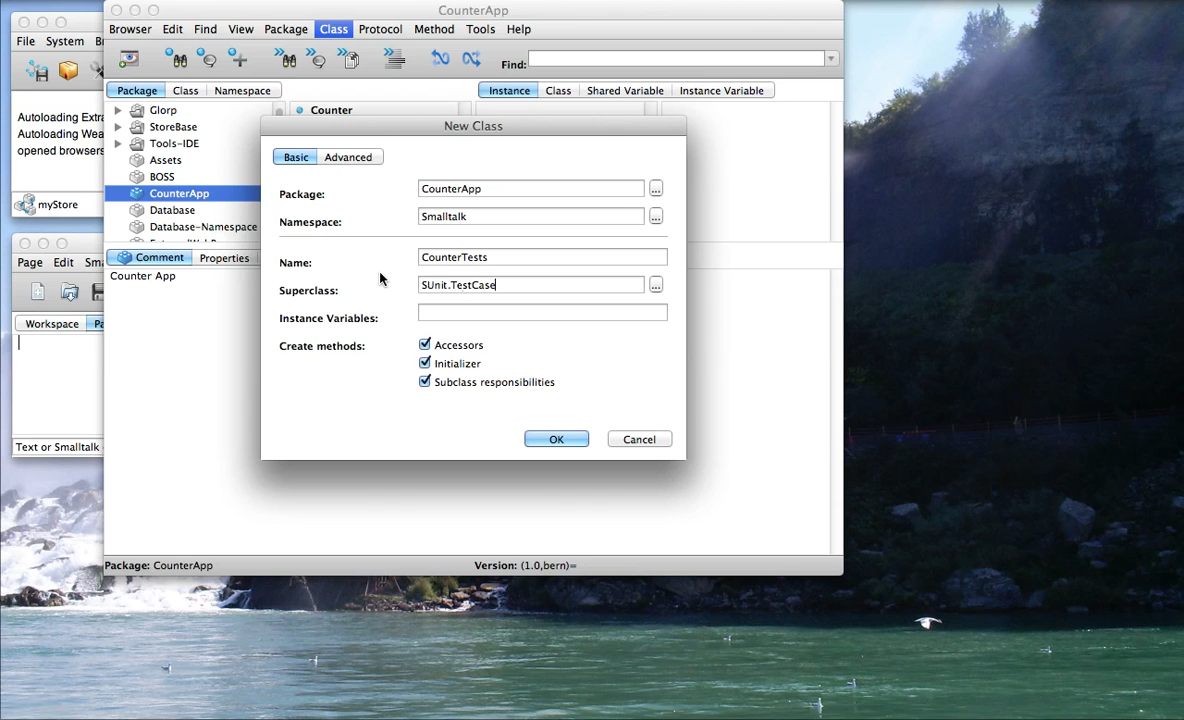 CounterApp
Browser Edit Find View Package Class Protocol Method Tools Help
Find:
Package Class Namespace
Instance Class Shared Variable Instance Variable
Glorp
StoreBase
Tools-IDE
Assets
BOSS
CounterApp
Database
Database-Namespace
Counter
Comment Properties
Counter App
Package: CounterApp
Version: (1.0,bern)=
New Class
Basic Advanced
Package: CounterApp ...
Namespace: Smalltalk ...
Name: CounterTests
Superclass: SUnit.TestCase ...
Instance Variables:
Create methods: Accessors
Initializer
Subclass responsibilities
OK Cancel
File System
Autoloading
Autoloading
opened browsers
myStore
Page Edit
Workspace
Text or Smalltalk